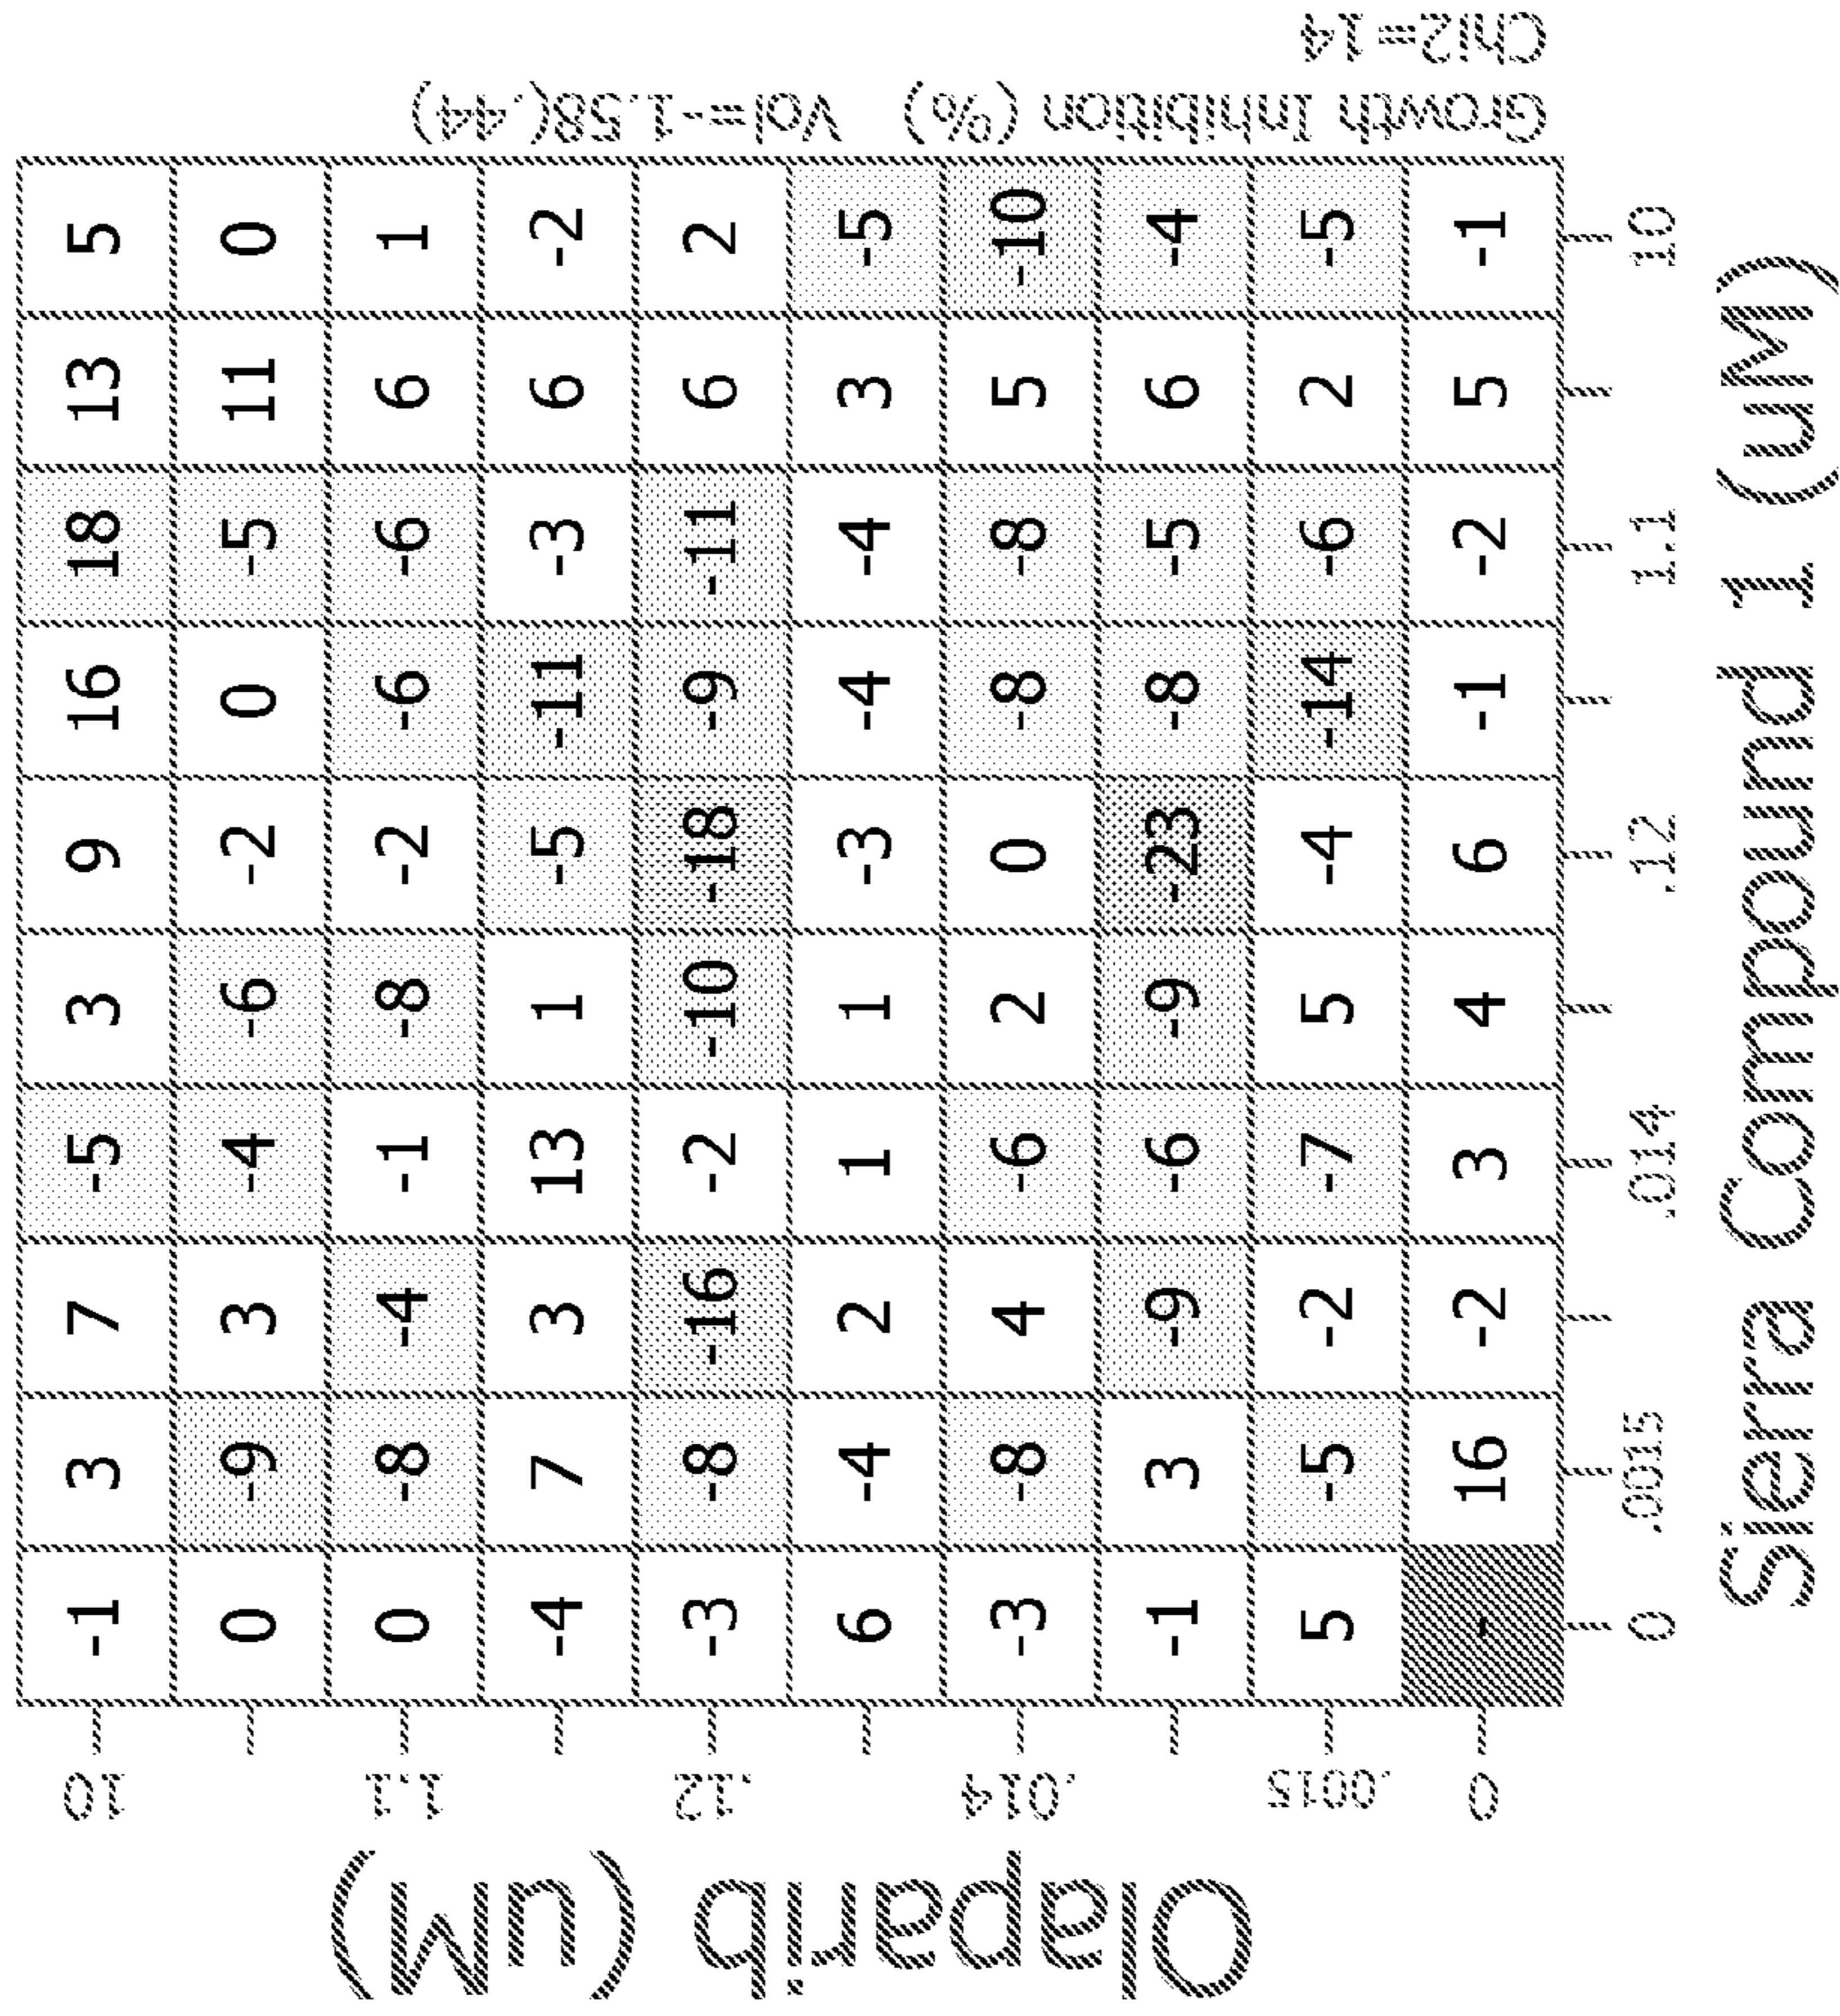 Olaparib (uM)
10 -1 3 7 -5 3 9 16 18 13 5
0 -9 3 -4 -6 -2 0 -5 11 0
1.1 0 -8 -4 -1 -8 -2 -6 -6 6 1
-4 7 3 13 1 -5 -11 -3 6 -2
.12 -3 -8 -16 -2 -10 -18 -9 -11 6 2
6 -4 2 1 1 -3 -4 -4 3 -5
.014 -3 -8 4 -6 2 0 -8 -8 5 -10
-1 3 -9 -6 -9 -23 -8 -5 6 -4
.0015 5 -5 -2 -7 5 -4 -14 -6 2 -5
0 - 16 -2 3 4 6 -1 -2 5 -1
0 .0015 .014 .12 1.1 10
Sierra Compound 1 (uM)
Growth Inhibition (%) Vol=-1.58(.44)
Chi2=14